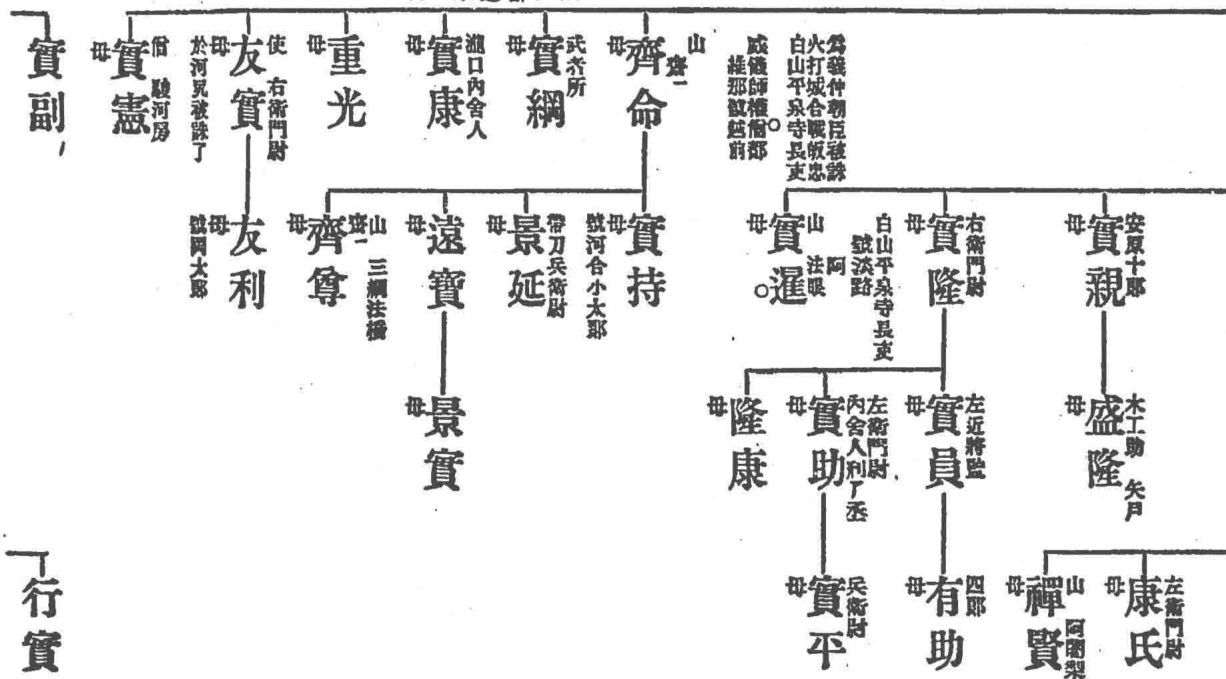 爲義仲朝臣被誅
火打城合戰敗忠
白山平泉寺長吏
威儀師權僧都
維那被越前
山 齋一
齊命
母
武者所
實綱
母
瀧口內舍人
實康
母
重光
母
使 右衛門尉
友實
母
於河尻被誅了
僧 駿河房
實憲
母
實副
安原十郎
實親
母
右衛門尉
實隆
母
白山平泉寺長吏
號淡路
山 法眼
阿
實暹
母
實持
母
號河合小太郎
帶刀兵衛尉
景延
母
遠寶
母
山 三綱法橋
齋一
齊尊
母
友利
母
號岡太郎
木工助 矢戸
盛隆
母
左近將監
實員
母
左衛門尉
內舍人利了丞
實助
母
隆康
母
景實
母
左衛門尉
康氏
母
山 阿闍梨
禪賢
母
四郎
有助
母
兵衛尉
實平
母
行實